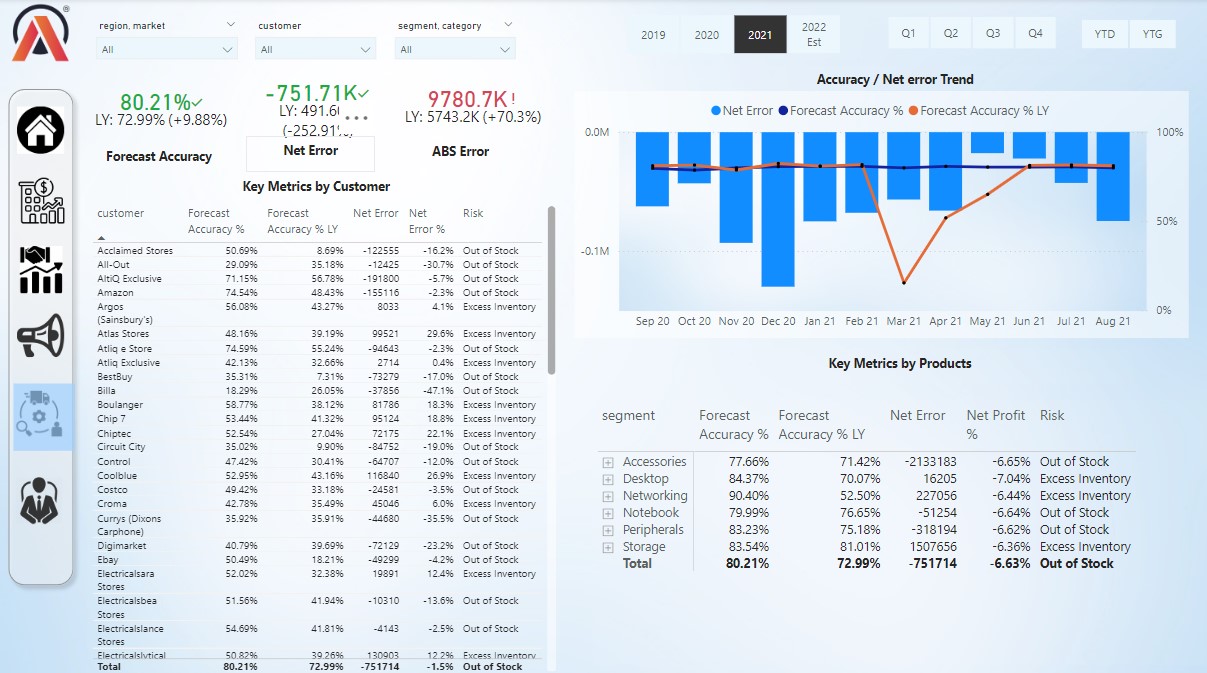 region, market
customer
segment, category
All
All
All
2019
2020
2021
2022
Est
Q1
Q2
Q3
Q4
YTD
YTG
80.21%
LY: 72.99% (+9.88%)
Forecast Accuracy
-751.71K
(-252.91
Net Error
9780.7K!
LY: 5743.2K (+70.3%)
ABS Error
Key Metrics by Customer
customer Forecast Accuracy % Forecast Accuracy % LY Net Error Net Error % Risk
Acclaimed Stores 50.69% 8.69% -122555 -16.2% Out of Stock
All-Out 29.09% 35.18% -12425 -30.7% Out of Stock
AltiQ Exclusive 71.15% 56.78% -191800 -5.7% Out of Stock
Amazon 74.54% 48.43% -155116 -2.3% Out of Stock
Argos (Sainsbury's) 56.08% 43.27% 8033 4.1% Excess Inventory
Atlas Stores 48.16% 39.19% 99521 29.6% Excess Inventory
Atliq e Store 74.59% 55.24% -94643 -2.3% Out of Stock
Atliq Exclusive 42.13% 32.66% 2714 0.4% Excess Inventory
BestBuy 35.31% 7.31% -73279 -17.0% Out of Stock
Billa 18.29% 26.05% -37856 -47.1% Out of Stock
Boulanger 58.77% 38.12% 81786 18.3% Excess Inventory
Chip 7 53.44% 41.32% 95124 18.8% Excess Inventory
Chiptec 52.54% 27.04% 72175 22.1% Excess Inventory
Circuit City 35.02% 9.90% -84752 -19.0% Out of Stock
Control 47.42% 30.41% -64707 -12.0% Out of Stock
Coolblue 52.95% 43.16% 116840 26.9% Excess Inventory
Costco 49.42% 33.18% -24581 -3.5% Out of Stock
Croma 42.78% 35.49% 45046 6.0% Excess Inventory
Currys (Dixons Carphone) 35.92% 35.91% -44680 -35.5% Out of Stock
Digimarket 40.79% 39.69% -72129 -23.2% Out of Stock
Ebay 50.49% 18.21% -49299 -4.2% Out of Stock
Electricalsara Stores 52.02% 32.38% 19891 12.4% Excess Inventory
Electricalsbea Stores 51.56% 41.94% -10310 -13.6% Out of Stock
Electricalslance Stores 54.69% 41.81% -4143 -2.5% Out of Stock
Electricalslytical 50.82% 39.26% 130903 12.2% Excess Inventory
Total 80.21% 72.99% -751714 -1.5% Out of Stock
Accuracy / Net error Trend
Net Error Forecast Accuracy % Forecast Accuracy % LY
0.0M
-0.1M
100%
50%
0%
Sep 20 Oct 20 Nov 20 Dec 20 Jan 21 Feb 21 Mar 21 Apr 21 May 21 Jun 21 Jul 21 Aug 21
Key Metrics by Products
segment Forecast Accuracy % Forecast Accuracy % LY Net Error Net Profit % Risk
Accessories 77.66% 71.42% -2133183 -6.65% Out of Stock
Desktop 84.37% 70.07% 16205 -7.04% Excess Inventory
Networking 90.40% 52.50% 227056 -6.44% Excess Inventory
Notebook 79.99% 76.65% -51254 -6.64% Out of Stock
Peripherals 83.23% 75.18% -318194 -6.62% Out of Stock
Storage 83.54% 81.01% 1507656 -6.36% Excess Inventory
Total 80.21% 72.99% -751714 -6.63% Out of Stock